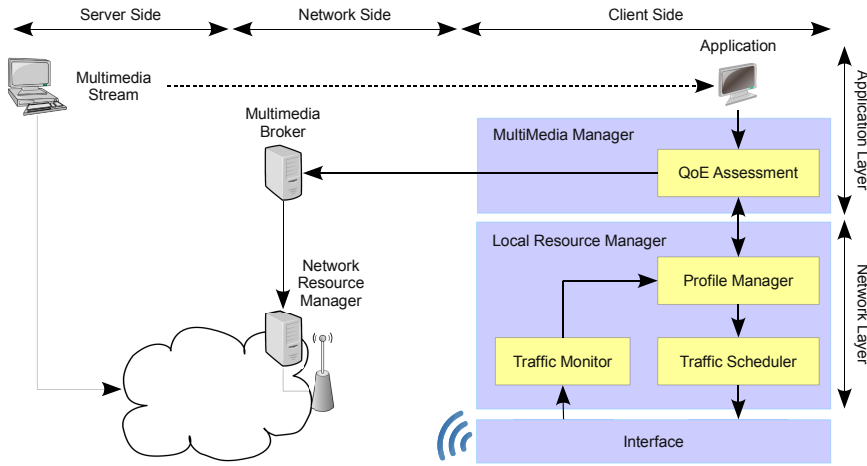 Server Side
Network Side
Client Side
Application
Multimedia
Stream
Multimedia
Broker
MultiMedia Manager
QoE Assessment
Application Layer
Local Resource Manager
Network
Resource
Manager
Profile Manager
Network Layer
Traffic Monitor
Traffic Scheduler
Interface